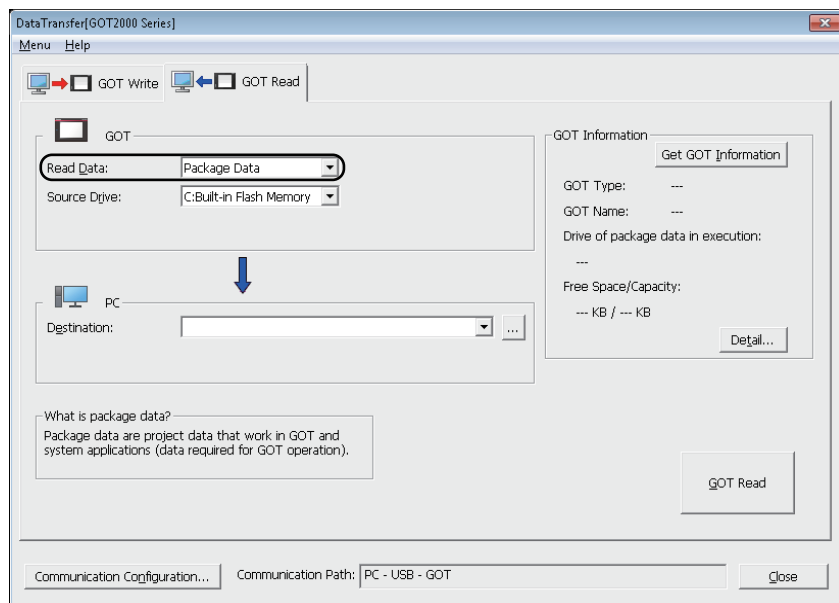 DataTransfer[GOT2000 Series]
Menu Help
GOT Write
GOT Read
GOT
Read Data:
Package Data
Source Drive:
C:Built-in Flash Memory
PC
Destination:
...
What is package data?
Package data are project data that work in GOT and
system applications (data required for GOT operation).
GOT Information
Get GOT Information
GOT Type: ---
GOT Name: ---
Drive of package data in execution:
---
Free Space/Capacity:
--- KB / --- KB
Detail...
GOT Read
Communication Configuration...
Communication Path: PC - USB - GOT
Close